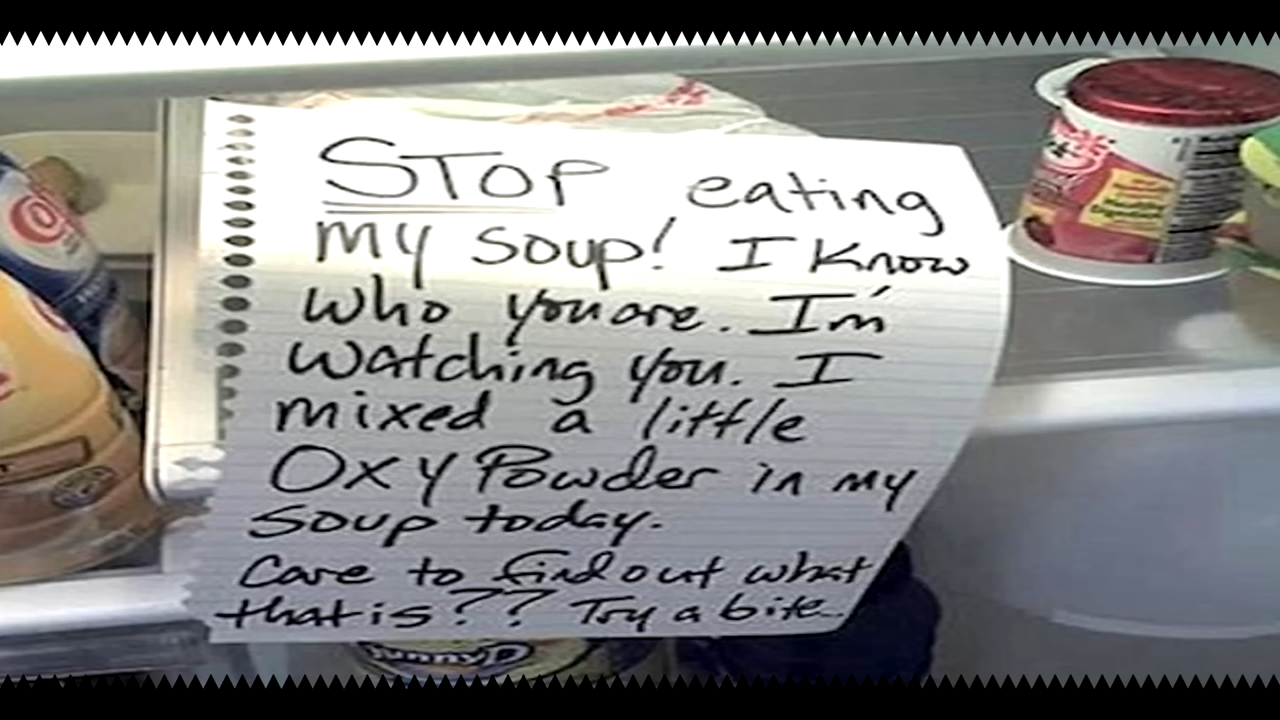 STOP eating
my soup! I know
who you are. I'm
watching you. I
mixed a little
Oxy Powder in my
soup today.
Care to find out what
that is?? Try a bite..
SunnyD